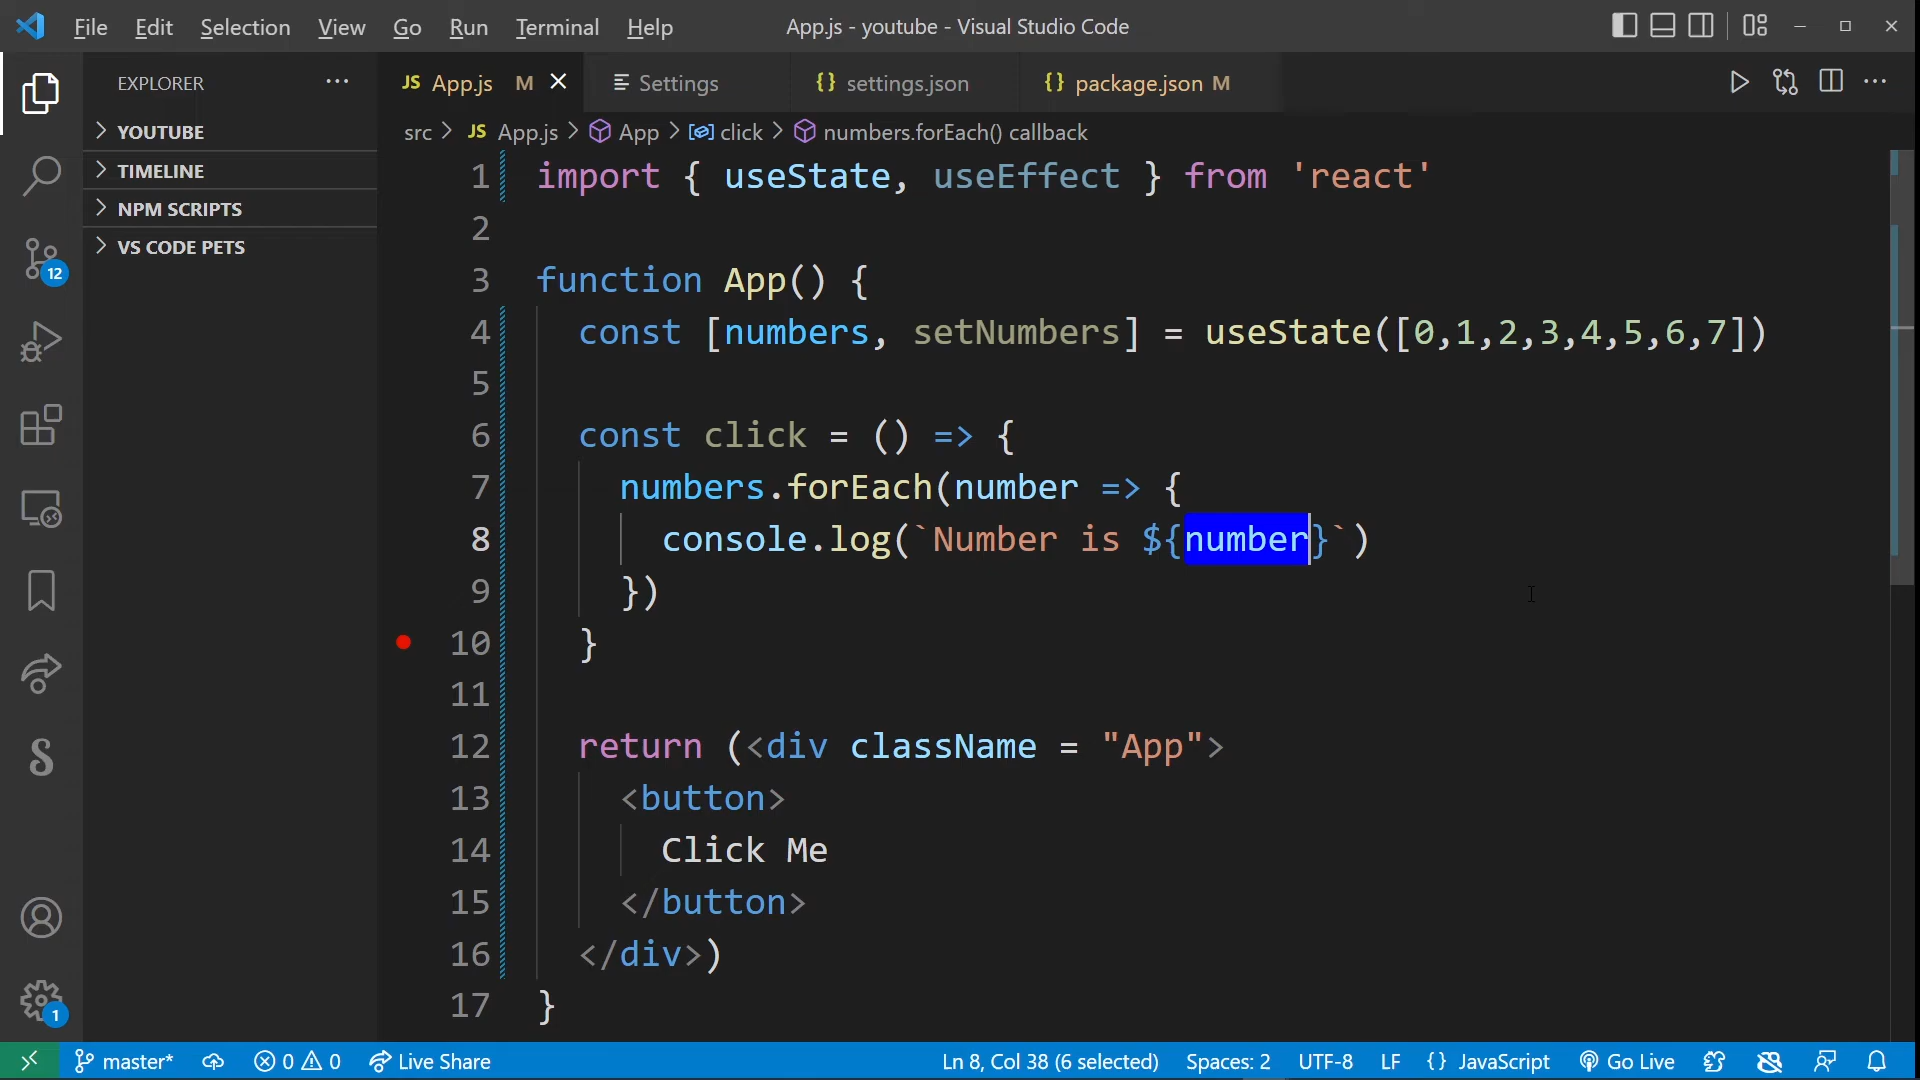 File Edit Selection View Go Run Terminal Help App.js - youtube - Visual Studio Code
EXPLORER
YOUTUBE
TIMELINE
NPM SCRIPTS
VS CODE PETS
12
1
JS App.js M
Settings
{} settings.json
{} package.json M
src > JS App.js > App > click > numbers.forEach() callback
1 import { useState, useEffect } from 'react'
2
3 function App() {
4 const [numbers, setNumbers] = useState([0,1,2,3,4,5,6,7])
5
6 const click = () => {
7 numbers.forEach(number => {
8 console.log(`Number is ${number}`)
9 })
10 }
11
12 return (<div className = "App">
13 <button>
14 Click Me
15 </button>
16 </div>)
17 }
master* 0 0 Live Share Ln 8, Col 38 (6 selected) Spaces: 2 UTF-8 LF {} JavaScript Go Live